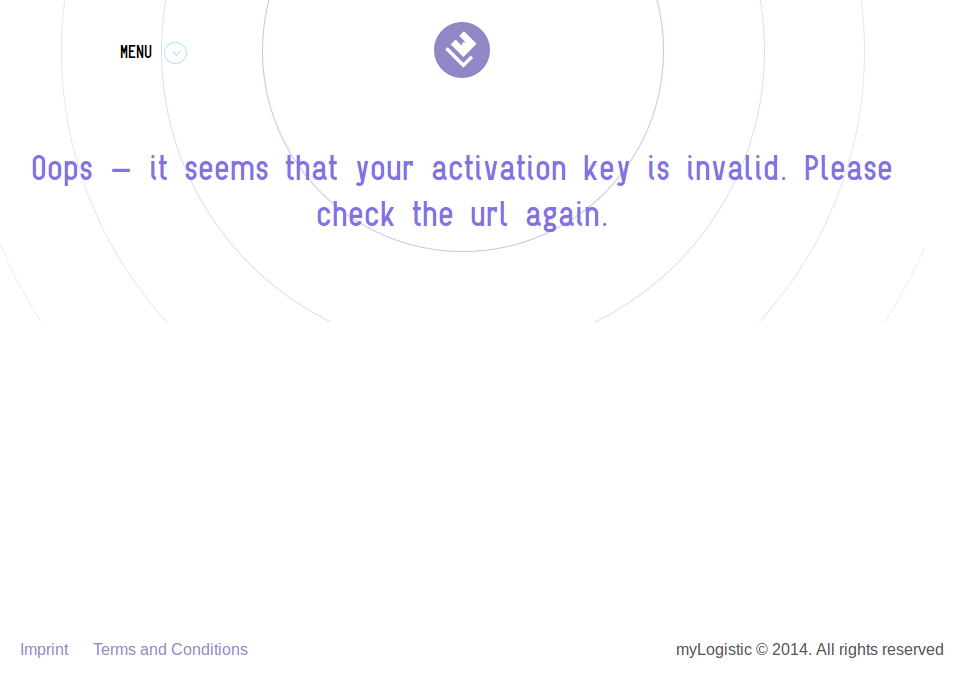 MENU
Oops – it seems that your activation key is invalid. Please
check the url again.
Imprint Terms and Conditions myLogistic © 2014. All rights reserved